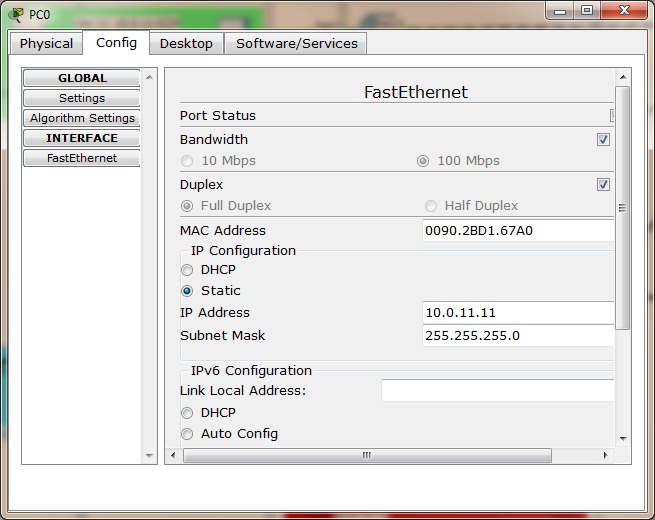 PC0
Physical Config Desktop Software/Services
GLOBAL
Settings
Algorithm Settings
INTERFACE
FastEthernet
FastEthernet
Port Status
Bandwidth
10 Mbps 100 Mbps
Duplex
Full Duplex Half Duplex
MAC Address 0090.2BD1.67A0
IP Configuration
DHCP
Static
IP Address 10.0.11.11
Subnet Mask 255.255.255.0
IPv6 Configuration
Link Local Address:
DHCP
Auto Config